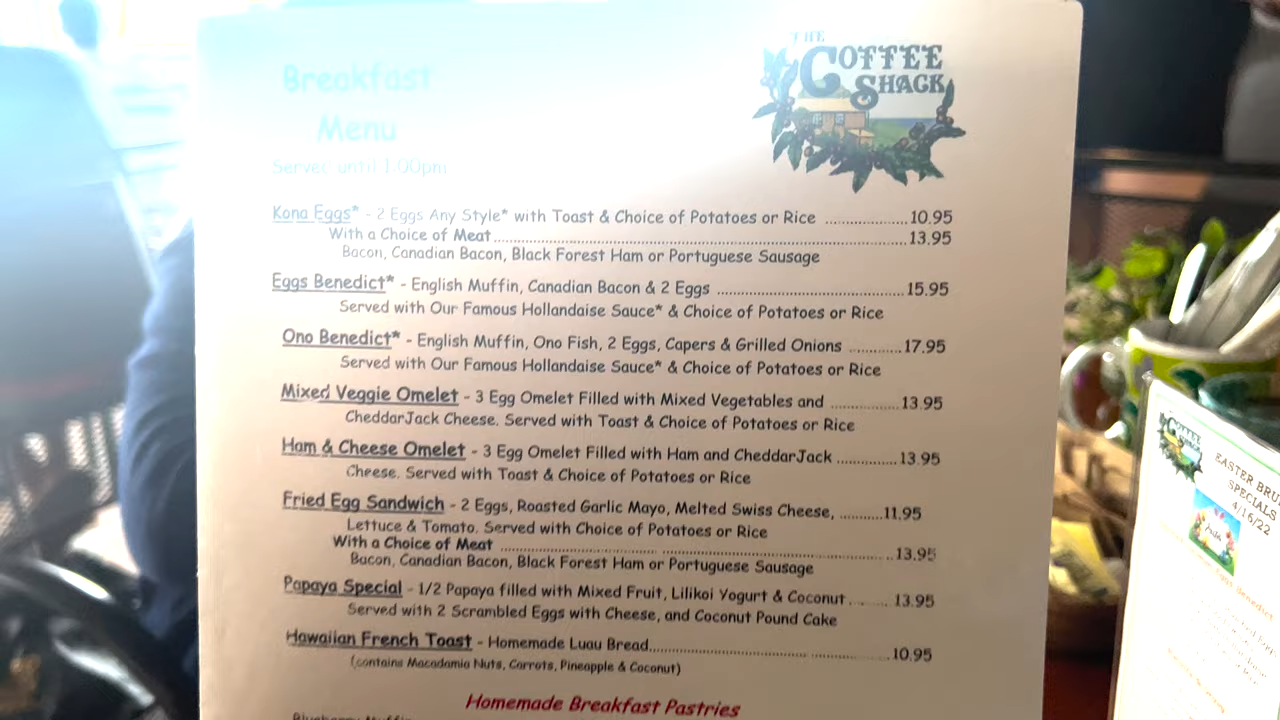 Breakfast
Menu
Served until 1:00pm
THE
COFFEE
SHACK
Kona Eggs* - 2 Eggs Any Style* with Toast & Choice of Potatoes or Rice ..................10.95
With a Choice of Meat..........................................................................................13.95
Bacon, Canadian Bacon, Black Forest Ham or Portuguese Sausage
Eggs Benedict* - English Muffin, Canadian Bacon & 2 Eggs ..........................................15.95
Served with Our Famous Hollandaise Sauce* & Choice of Potatoes or Rice
Ono Benedict* - English Muffin, Ono Fish, 2 Eggs, Capers & Grilled Onions ............17.95
Served with Our Famous Hollandaise Sauce* & Choice of Potatoes or Rice
Mixed Veggie Omelet - 3 Egg Omelet Filled with Mixed Vegetables and ................13.95
CheddarJack Cheese. Served with Toast & Choice of Potatoes or Rice
Ham & Cheese Omelet - 3 Egg Omelet Filled with Ham and CheddarJack ..............13.95
Cheese. Served with Toast & Choice of Potatoes or Rice
Fried Egg Sandwich - 2 Eggs, Roasted Garlic Mayo, Melted Swiss Cheese, ..........11.95
Lettuce & Tomato. Served with Choice of Potatoes or Rice
With a Choice of Meat ....................................................................................13.95
Bacon, Canadian Bacon, Black Forest Ham or Portuguese Sausage
Papaya Special - 1/2 Papaya filled with Mixed Fruit, Lilikoi Yogurt & Coconut.........13.95
Served with 2 Scrambled Eggs with Cheese, and Coconut Pound Cake
Hawaiian French Toast - Homemade Luau Bread......................................................10.95
(contains Macadamia Nuts, Carrots, Pineapple & Coconut)
Homemade Breakfast Pastries
COFFEE
SHACK
EASTER BRU
SPECIALS
4/16/22